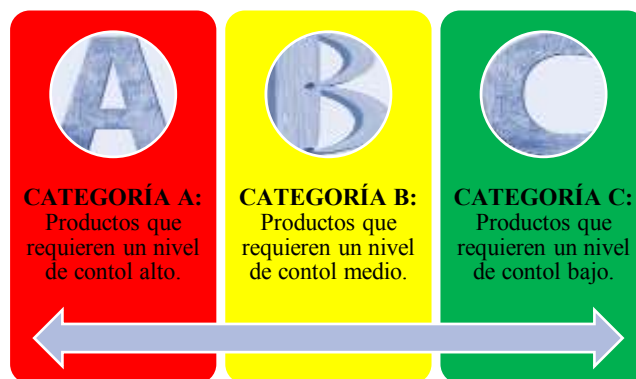 A
CATEGORÍA A:
Productos que
requieren un nivel
de contol alto.
B
CATEGORÍA B:
Productos que
requieren un nivel
de contol medio.
C
CATEGORÍA C:
Productos que
requieren un nivel
de contol bajo.